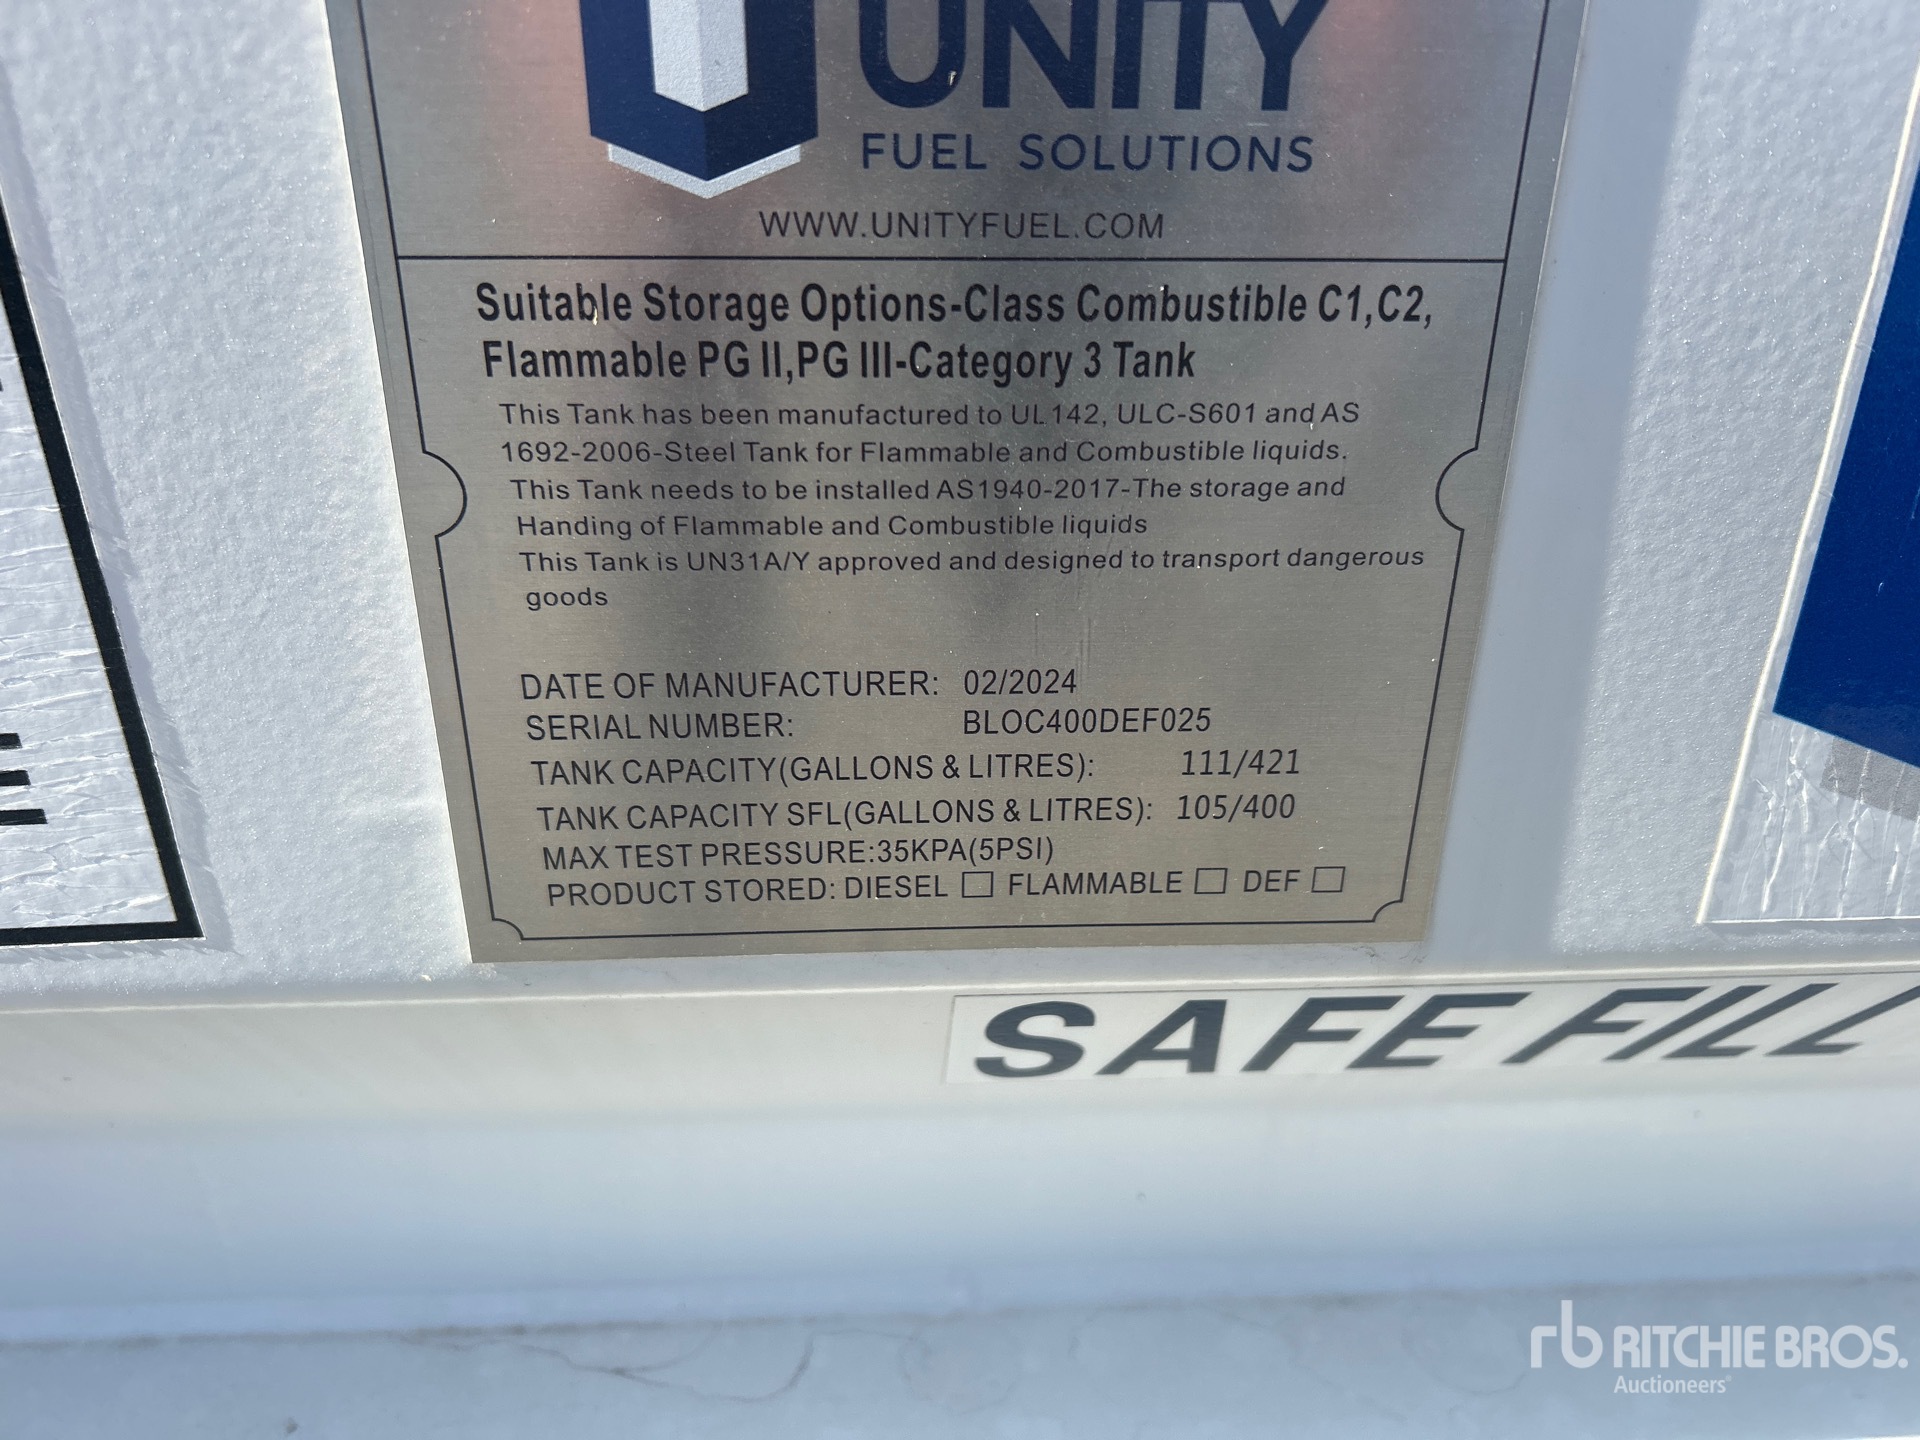 UNITY
FUEL SOLUTIONS
WWW.UNITYFUEL.COM
Suitable Storage Options-Class Combustible C1,C2,
Flammable PG II,PG III-Category 3 Tank
This Tank has been manufactured to UL142, ULC-S601 and AS
1692-2006-Steel Tank for Flammable and Combustible liquids.
This Tank needs to be installed AS1940-2017-The storage and
Handing of Flammable and Combustible liquids
This Tank is UN31A/Y approved and designed to transport dangerous
goods
DATE OF MANUFACTURER: 02/2024
SERIAL NUMBER: BLOC400DEF025
TANK CAPACITY(GALLONS & LITRES): 111/421
TANK CAPACITY SFL(GALLONS & LITRES): 105/400
MAX TEST PRESSURE:35KPA(5PSI)
PRODUCT STORED: DIESEL □ FLAMMABLE □ DEF □
SAFE FILL
rb RITCHIE BROS.
Auctioneers